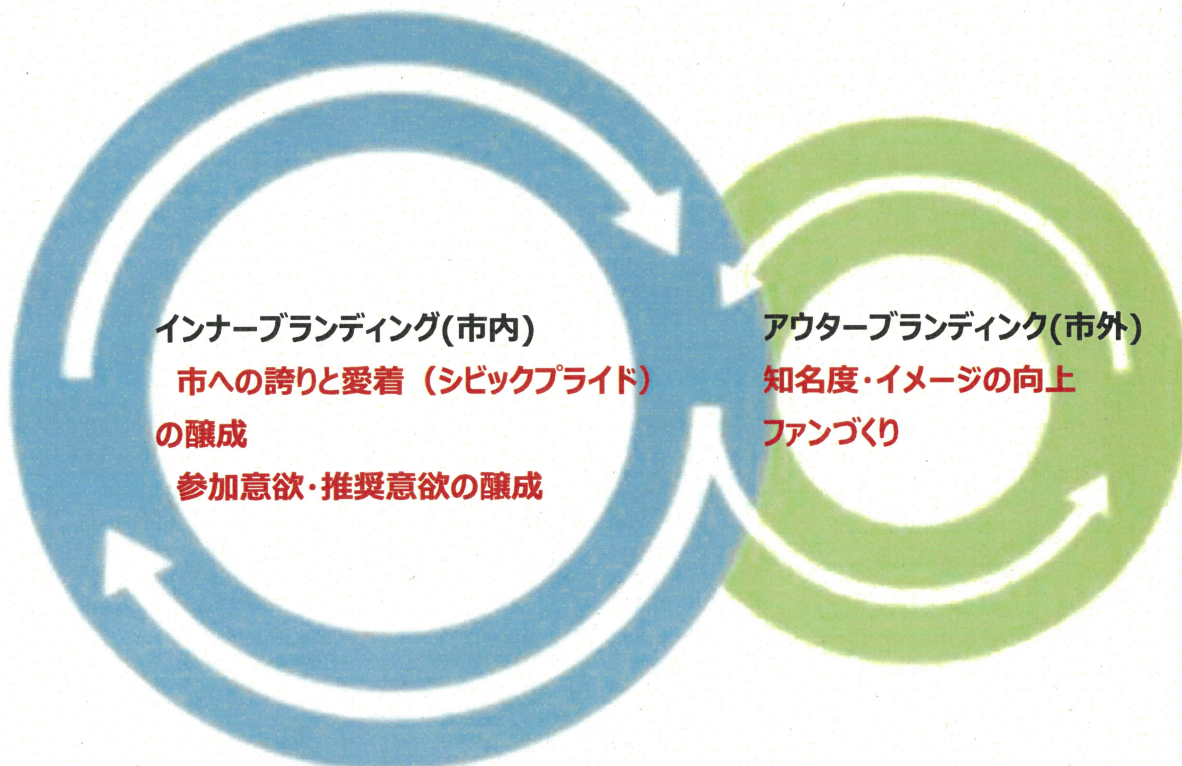 インナーブランディング(市内)
市への誇りと愛着(シビックプライド)
の醸成
参加意欲・推奨意欲の醸成
アウターブランディンク(市外)
知名度・イメージの向上
ファンづくり